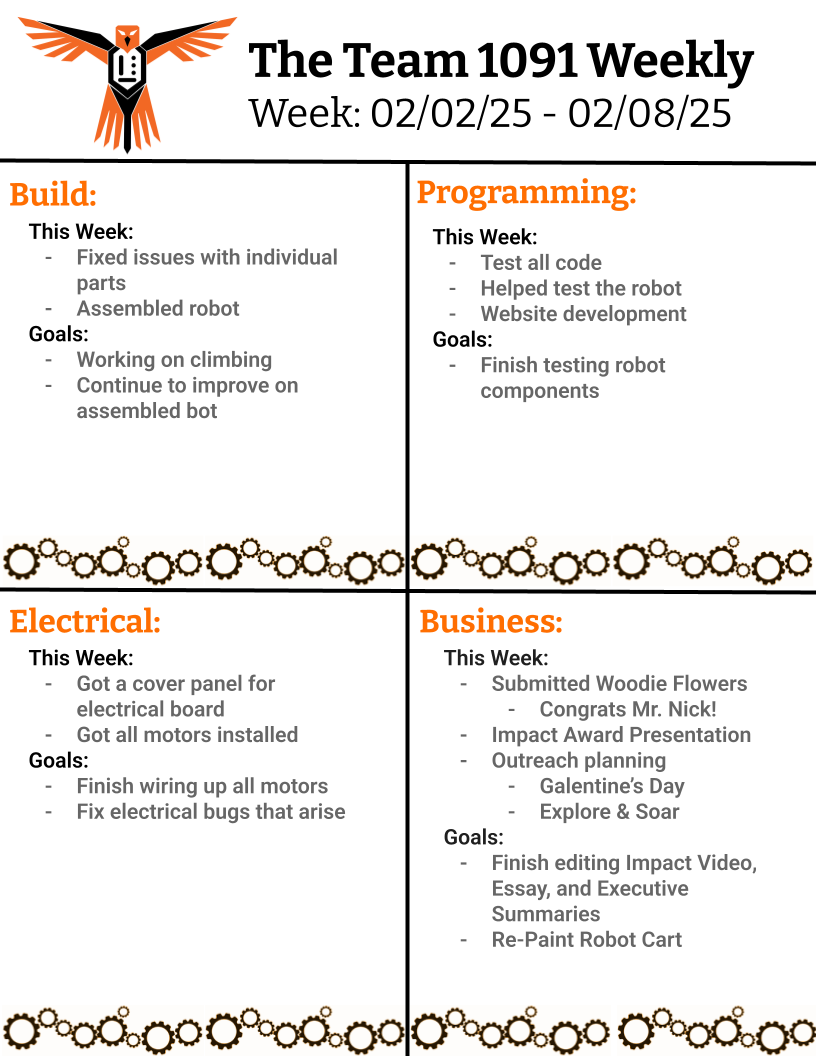 The Team 1091 Weekly
Week: 02/02/25 - 02/08/25
Build:
This Week:
- Fixed issues with individual
parts
- Assembled robot
Goals:
- Working on climbing
- Continue to improve on
assembled bot
Programming:
This Week:
- Test all code
- Helped test the robot
- Website development
Goals:
- Finish testing robot
components
Electrical:
This Week:
- Got a cover panel for
electrical board
- Got all motors installed
Goals:
- Finish wiring up all motors
- Fix electrical bugs that arise
Business:
This Week:
- Submitted Woodie Flowers
- Congrats Mr. Nick!
- Impact Award Presentation
- Outreach planning
- Galentine’s Day
- Explore & Soar
Goals:
- Finish editing Impact Video,
Essay, and Executive
Summaries
- Re-Paint Robot Cart